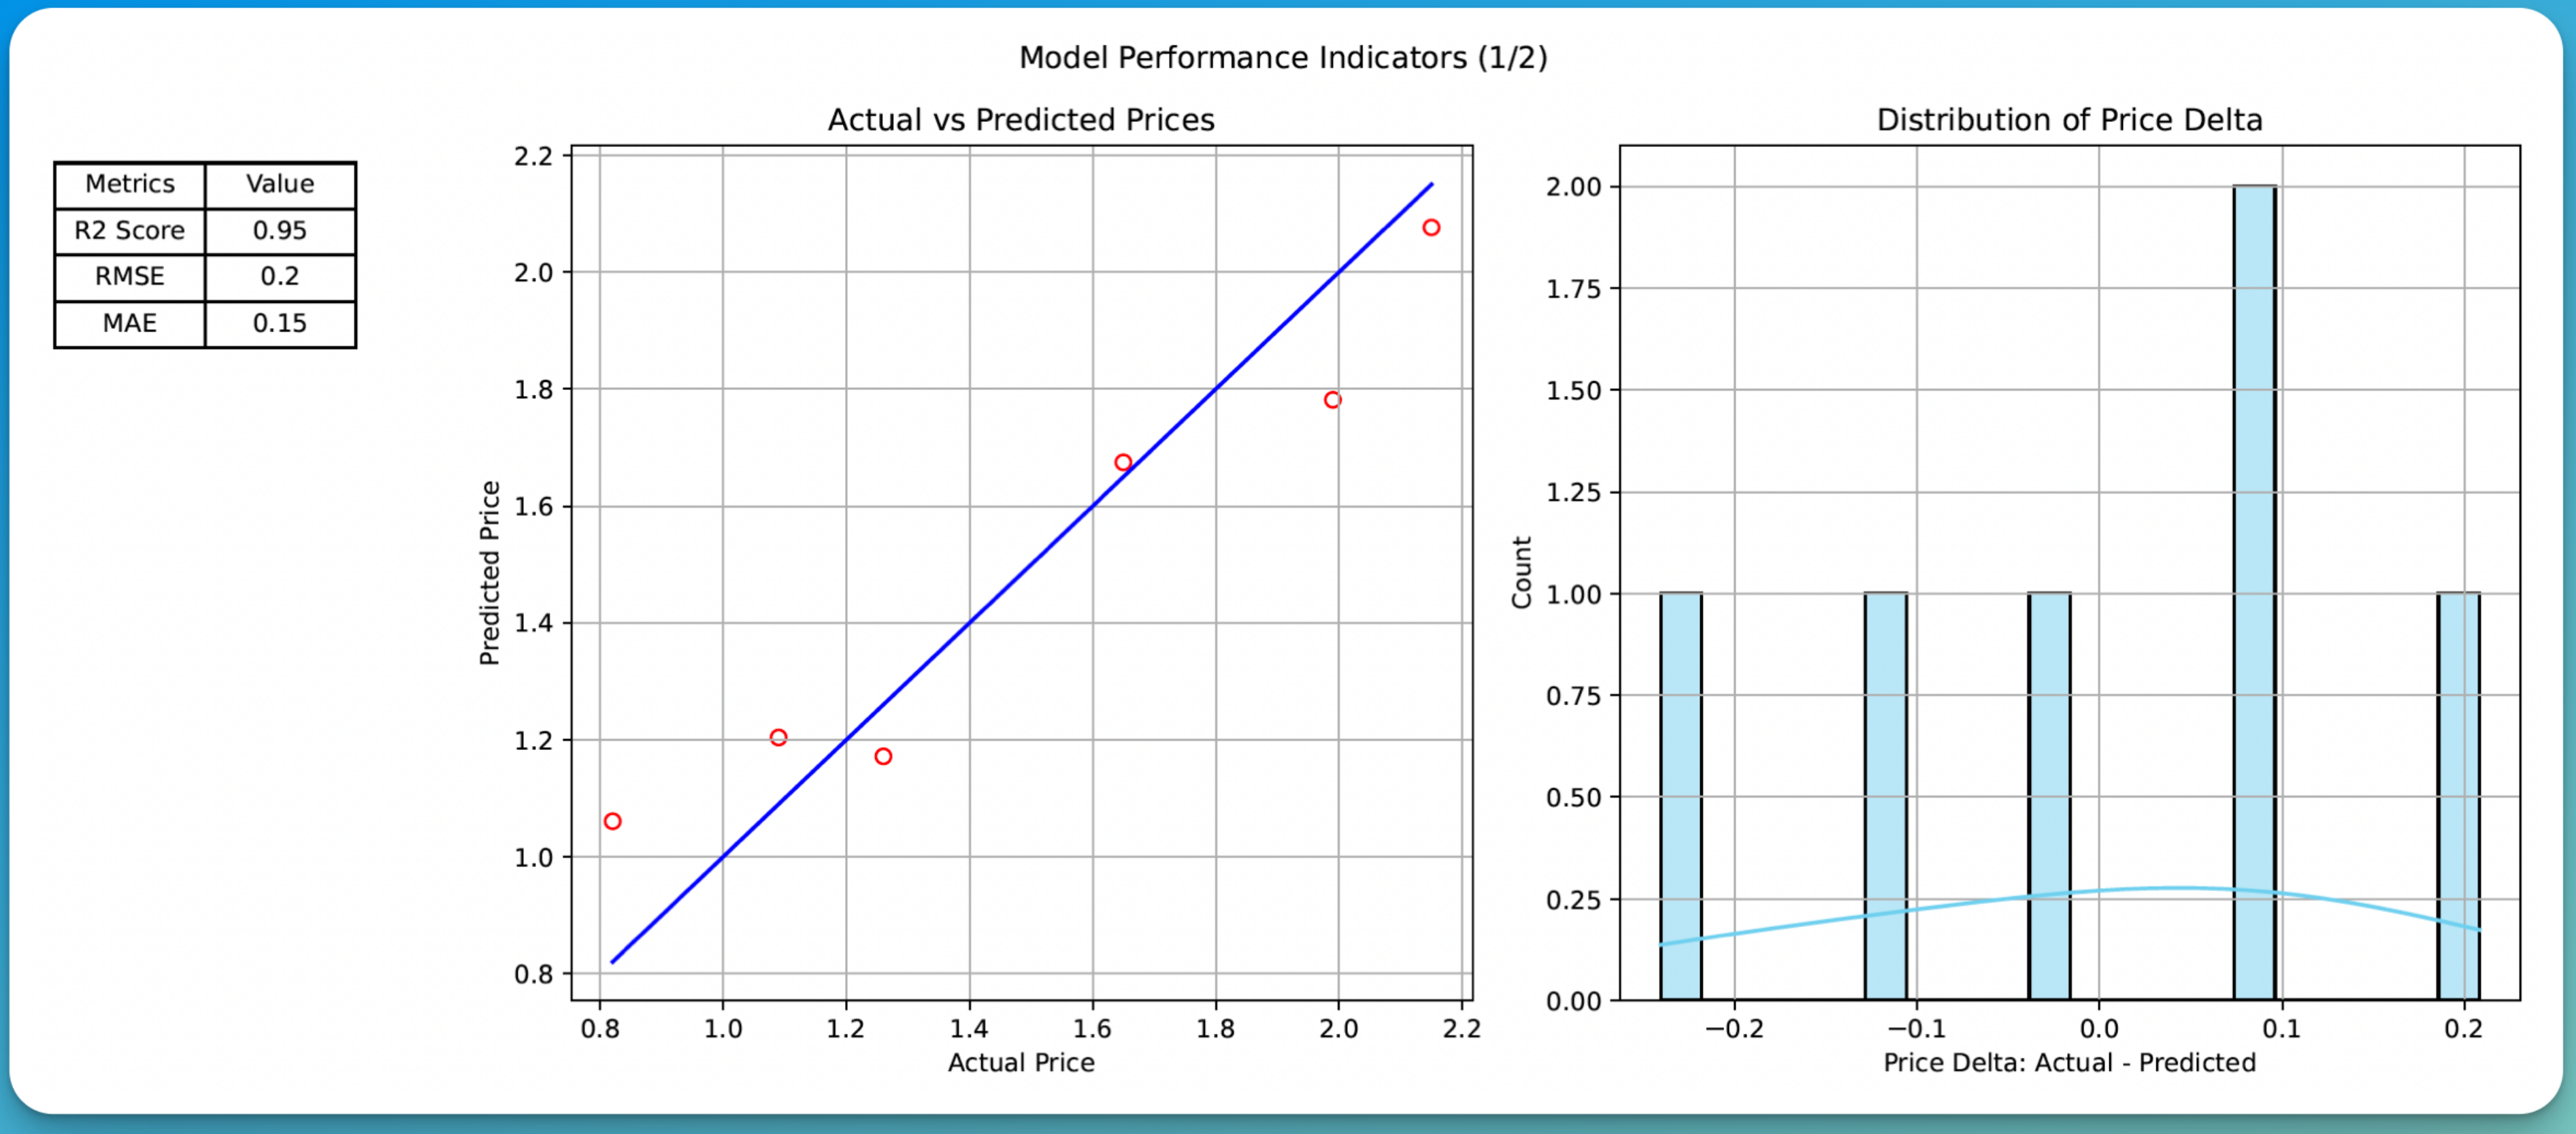 Model Performance Indicators (1/2)
Metrics Value
R2 Score 0.95
RMSE 0.2
MAE 0.15
Actual vs Predicted Prices
Predicted Price
2.2
2.0
1.8
1.6
1.4
1.2
1.0
0.8
0.8 1.0 1.2 1.4 1.6 1.8 2.0 2.2
Actual Price
Distribution of Price Delta
Count
2.00
1.75
1.50
1.25
1.00
0.75
0.50
0.25
0.00
−0.2 −0.1 0.0 0.1 0.2
Price Delta: Actual - Predicted